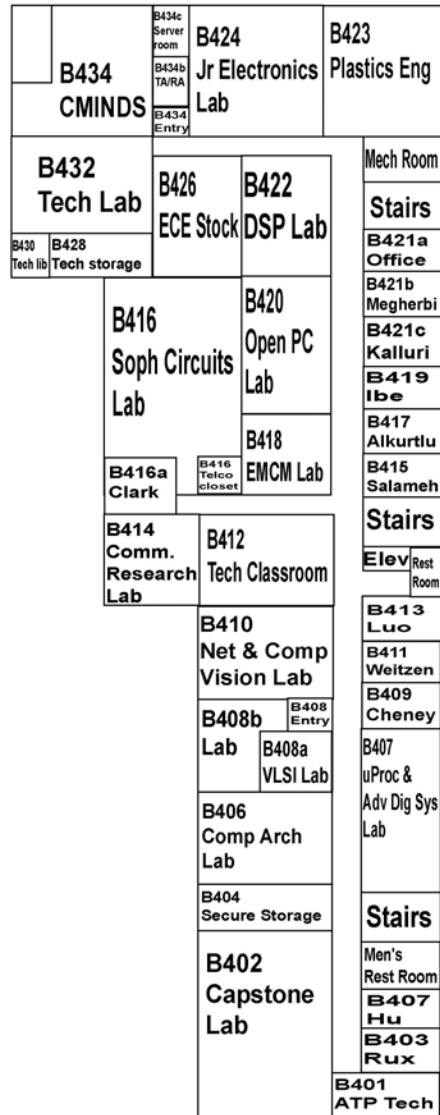 B434
CMINDS
B434c
Server
room
B434b
TA/RA
B434
Entry
B424
Jr Electronics
Lab
B423
Plastics Eng
B432
Tech Lab
B430
Tech lib
B428
Tech storage
B426
ECE Stock
B422
DSP Lab
Mech Room
Stairs
B421a
Office
B421b
Megherbi
B421c
Kalluri
B419
Ibe
B417
Alkurtlu
B415
Salameh
Stairs
Elev
Rest
Room
B416
Soph Circuits
Lab
B420
Open PC
Lab
B418
EMCM Lab
B416
Telco
closet
B416a
Clark
B414
Comm.
Research
Lab
B412
Tech Classroom
B410
Net & Comp
Vision Lab
B408b
Lab
B408
Entry
B408a
VLSI Lab
B406
Comp Arch
Lab
B404
Secure Storage
B402
Capstone
Lab
B413
Luo
B411
Weitzen
B409
Cheney
B407
uProc &
Adv Dig Sys
Lab
Stairs
Men's
Rest Room
B407
Hu
B403
Rux
B401
ATP Tech